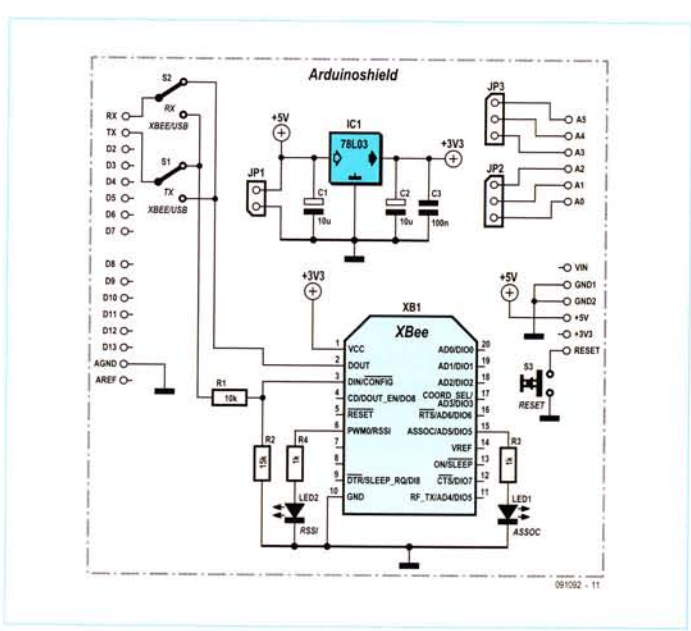 Arduinoshield
S2
RX
XBEE/USB
S1
TX
XBEE/USB
RX
TX
D2
D3
D4
D5
D6
D7
D8
D9
D10
D11
D12
D13
AGND
AREF
+5V
JP1
IC1
78L03
+3V3
C1
10u
C2
10u
C3
100n
JP3
A5
A4
A3
JP2
A2
A1
A0
VIN
GND1
GND2
+5V
+3V3
RESET
+5V
S3
RESET
+3V3
XB1
XBee
1 VCC
2 DOUT
3 DIN/CONFIG
4 CD/DOUT_EN/DO8
5 RESET
6 PWM0/RSSI
7
8
9 DTR/SLEEP_RQ/DI8
10 GND
AD0/DIO0 20
AD1/DIO1 19
AD2/DIO2 18
COORD_SEL/ 17
AD3/DIO3
RTS/AD6/DIO6 16
ASSOC/AD5/DIO5 15
VREF 14
ON/SLEEP 13
CTS/DIO7 12
RF_TX/AD4/DIO5 11
R1
10k
R2
15k
R4
1k
LED2
RSSI
R3
1k
LED1
ASSOC
091092 - 11